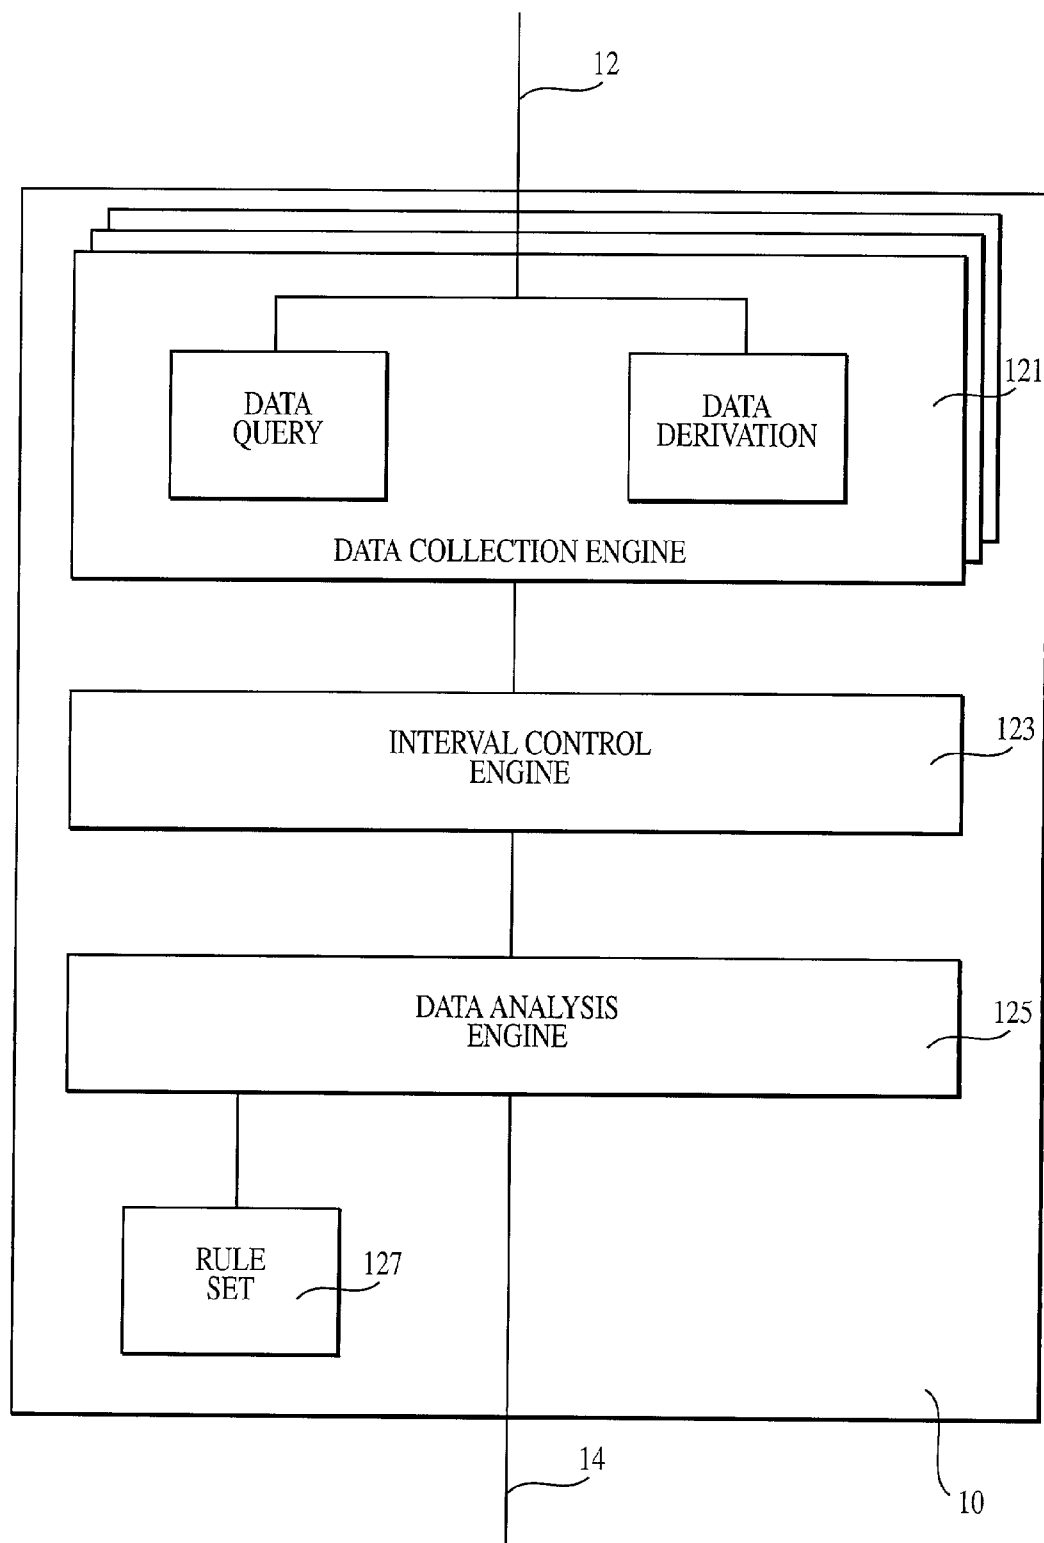 12
121
DATA
QUERY
DATA
DERIVATION
DATA COLLECTION ENGINE
123
INTERVAL CONTROL
ENGINE
125
DATA ANALYSIS
ENGINE
RULE
SET
127
14
10